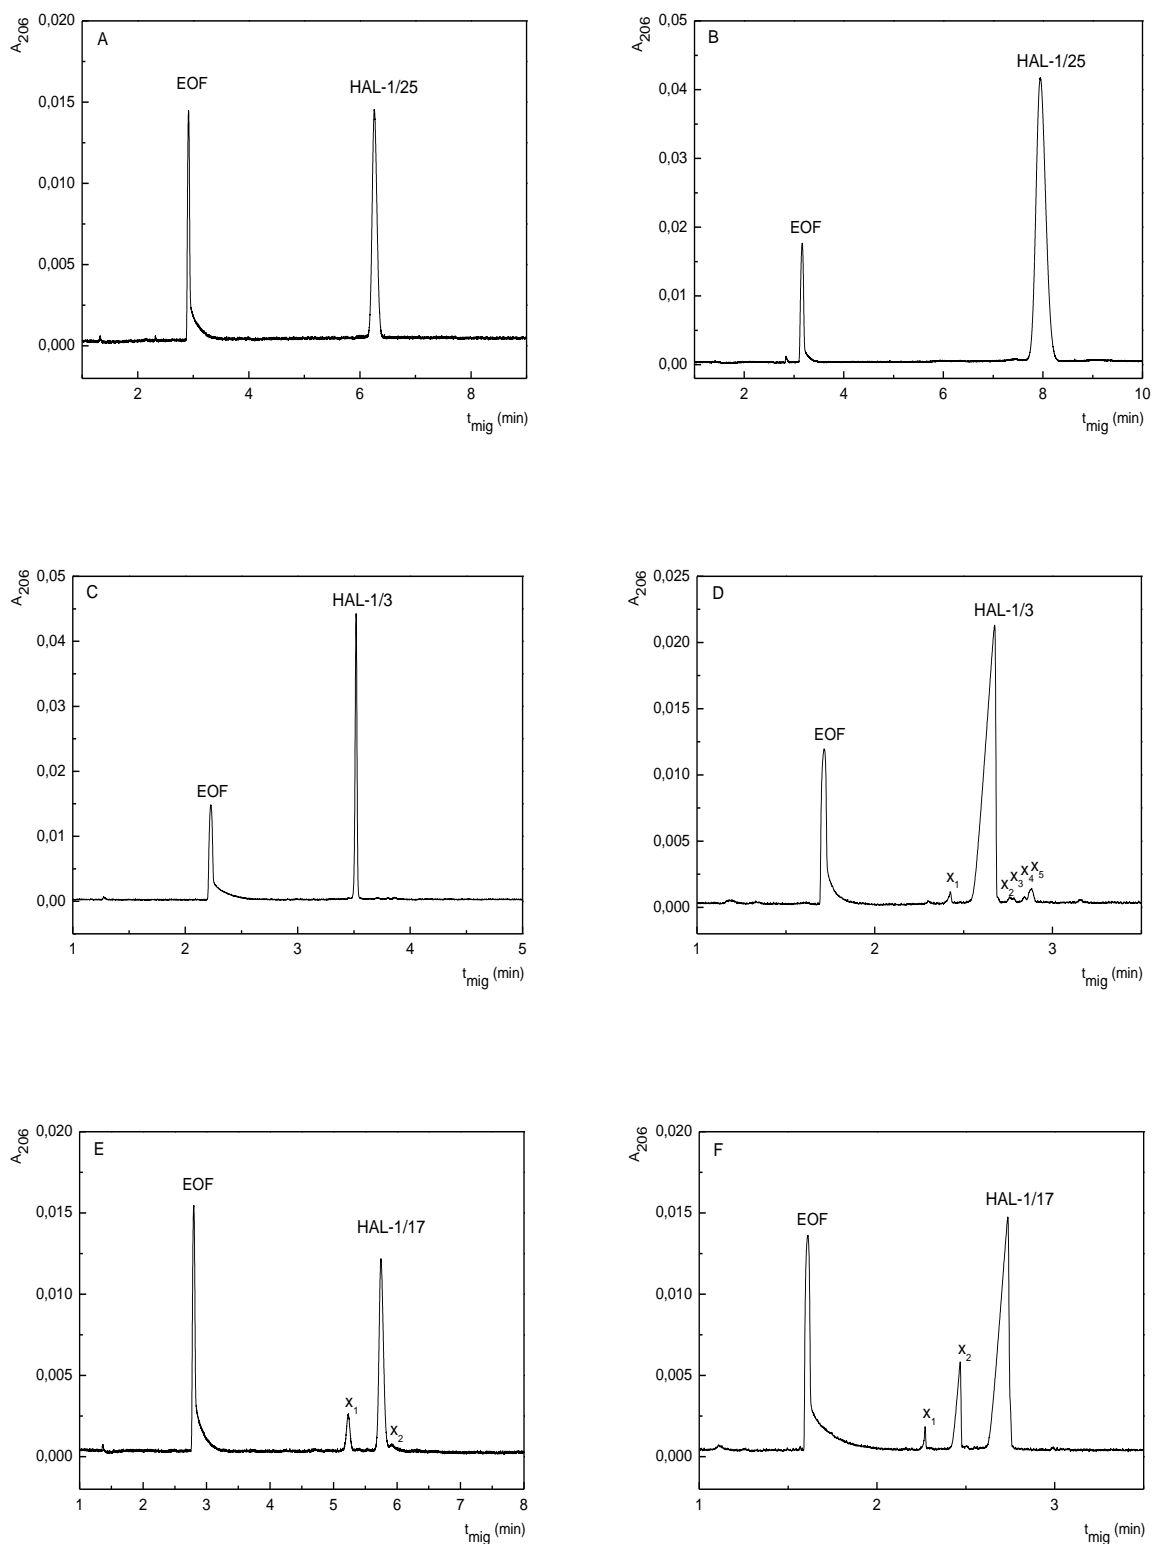 A
A206
0,020
0,015
0,010
0,005
0,000
EOF
HAL-1/25
2 4 6 8
tmig (min)
B
A206
0,05
0,04
0,03
0,02
0,01
0,00
EOF
HAL-1/25
2 4 6 8 10
tmig (min)
C
A206
0,05
0,04
0,03
0,02
0,01
0,00
EOF
HAL-1/3
1 2 3 4 5
tmig (min)
D
A206
0,025
0,020
0,015
0,010
0,005
0,000
EOF
HAL-1/3
x1
x2
x3
x4
x5
1 2 3
tmig (min)
E
A206
0,020
0,015
0,010
0,005
0,000
EOF
HAL-1/17
x1
x2
1 2 3 4 5 6 7 8
tmig (min)
F
A206
0,020
0,015
0,010
0,005
0,000
EOF
HAL-1/17
x1
x2
1 2 3
tmig (min)